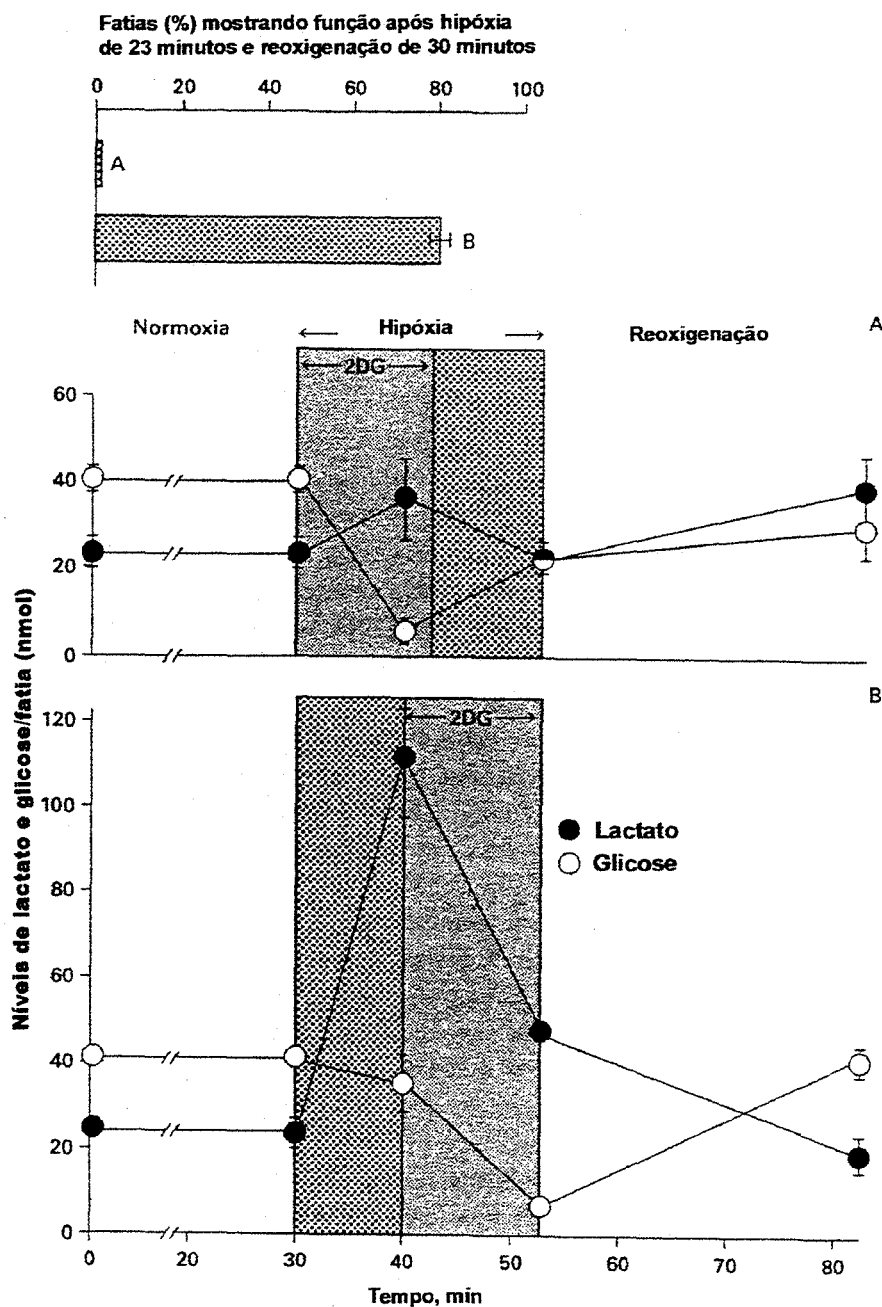 Fatias (%) mostrando função após hipóxia
de 23 minutos e reoxigenação de 30 minutos
0 20 40 60 80 100
A
B
Normoxia Hipóxia Reoxigenação A
2DG
60
40
20
0
B
2DG
120
100
80
60
40
20
0
Lactato
Glicose
Níveis de lactato e glicose/fatia (nmol)
0 20 30 40 50 60 70 80
Tempo, min